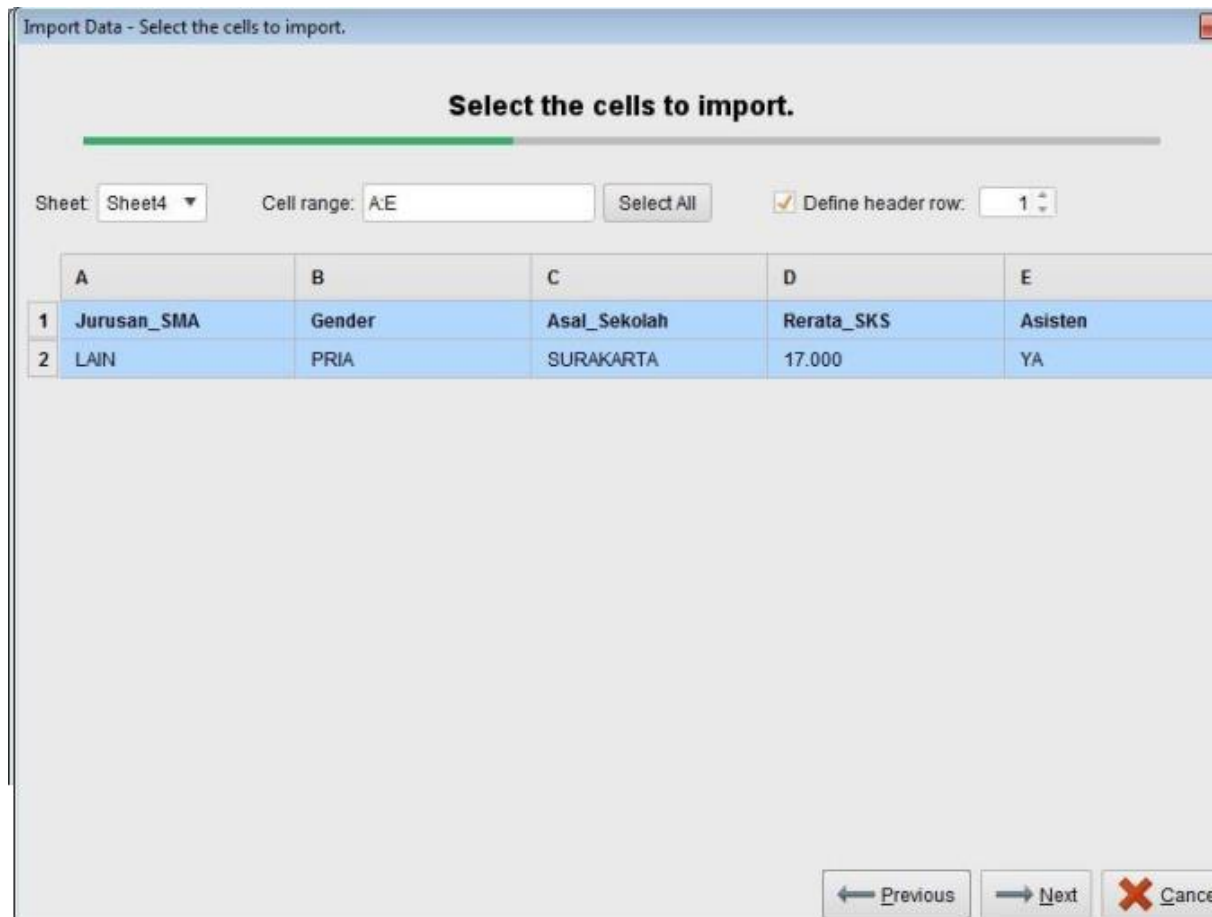 Import Data - Select the cells to import.
Select the cells to import.
Sheet: Sheet4 Cell range: A:E Select All Define header row: 1
A B C D E
1 Jurusan_SMA Gender Asal_Sekolah Rerata_SKS Asisten
2 LAIN PRIA SURAKARTA 17.000 YA
Previous Next Cance